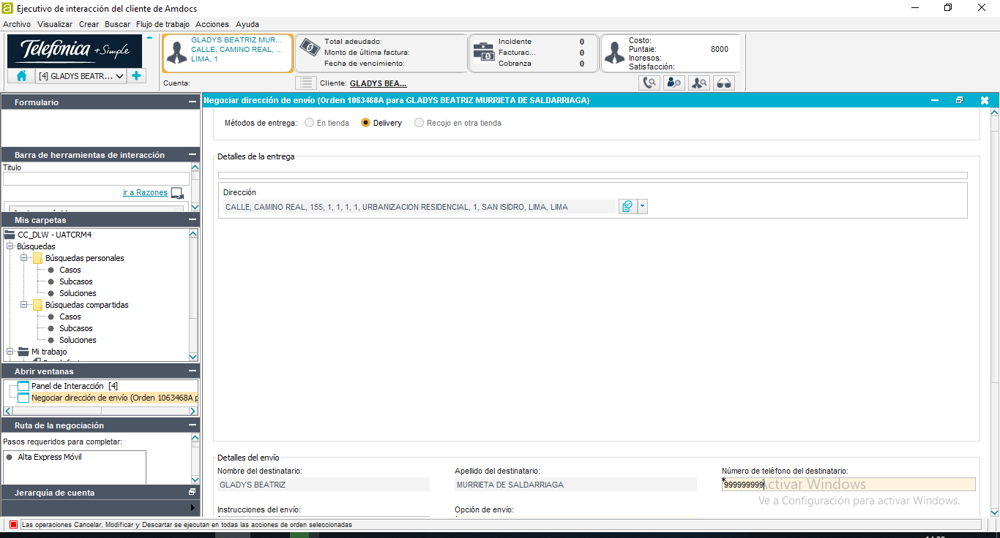 Ejecutivo de interacción del cliente de Amdocs
Archivo Visualizar Crear Buscar Flujo de trabajo Acciones Ayuda
Telefónica +Simple
[4] GLADYS BEATR...
GLADYS BEATRIZ MUR...
CALLE, CAMINO REAL, ...
LIMA, 1
Total adeudado:
Monto de última factura:
Fecha de vencimiento:
Incidente 0
Facturac... 0
Cobranza 0
Costo:
Puntaje: 8000
Ingresos:
Satisfacción:
Cuenta:
Cliente: GLADYS BEA...
Formulario
Barra de herramientas de interacción
Título
ir a Razones
Mis carpetas
CC_DLW - UATCRM4
Búsquedas
Búsquedas personales
Casos
Subcasos
Soluciones
Búsquedas compartidas
Casos
Subcasos
Soluciones
Mi trabajo
Abrir ventanas
Panel de Interacción [4]
Negociar dirección de envío (Orden 1063468A p
Ruta de la negociación
Pasos requeridos para completar:
Alta Express Móvil
Jerarquía de cuenta
Negociar dirección de envío (Orden 1063468A para GLADYS BEATRIZ MURRIETA DE SALDARRIAGA)
Métodos de entrega: En tienda Delivery Recojo en otra tienda
Detalles de la entrega
Dirección
CALLE, CAMINO REAL, 155, 1, 1, 1, 1, URBANIZACION RESIDENCIAL, 1, SAN ISIDRO, LIMA, LIMA
Detalles del envío
Nombre del destinatario: Apellido del destinatario: Número de teléfono del destinatario:
GLADYS BEATRIZ MURRIETA DE SALDARRIAGA *999999999
Activar Windows
Ve a Configuración para activar Windows.
Instrucciones del envío: Opción de envío:
Las operaciones Cancelar, Modificar y Descartar se ejecutan en todas las acciones de orden seleccionadas